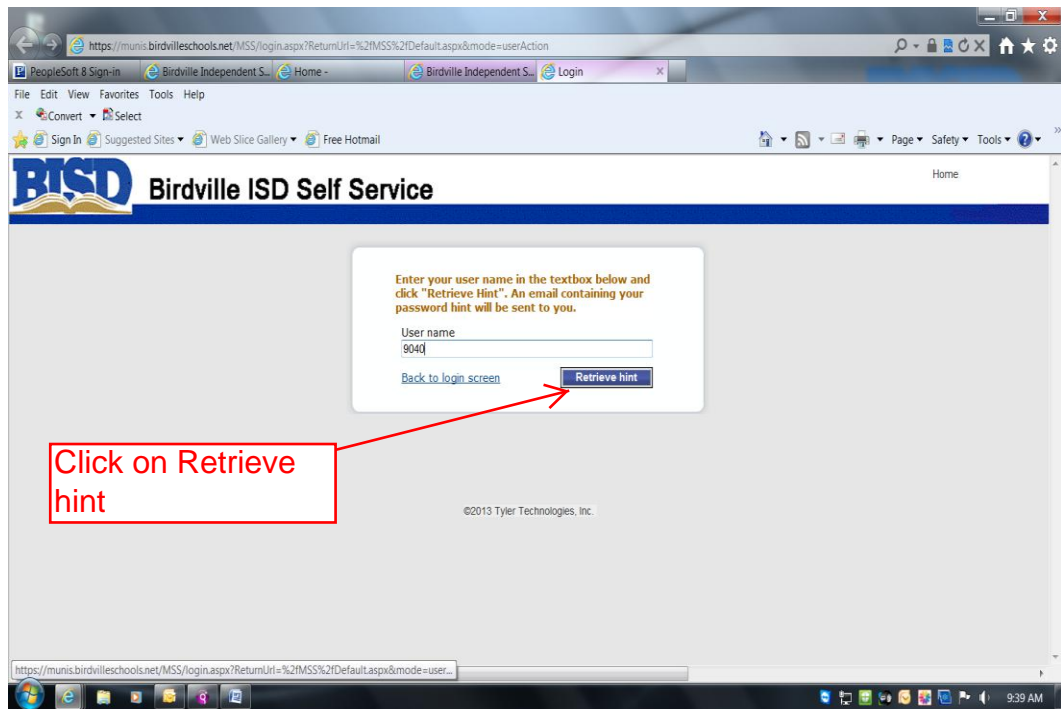 https://munis.birdvilleschools.net/MSS/login.aspx?ReturnUrl=%2fMSS%2fDefault.aspx&mode=userAction
PeopleSoft 8 Sign-in
Birdville Independent S...
Home -
Birdville Independent S...
Login
X
File Edit View Favorites Tools Help
X Convert Select
Sign In Suggested Sites Web Slice Gallery Free Hotmail
Page Safety Tools
BISD
Birdville ISD Self Service
Home
Enter your user name in the textbox below and
click "Retrieve Hint". An email containing your
password hint will be sent to you.
User name
9040
Back to login screen
Retrieve hint
Click on Retrieve
hint
©2013 Tyler Technologies, Inc.
https://munis.birdvilleschools.net/MSS/login.aspx?ReturnUrl=%2fMSS%2fDefault.aspx&mode=user...
9:39 AM